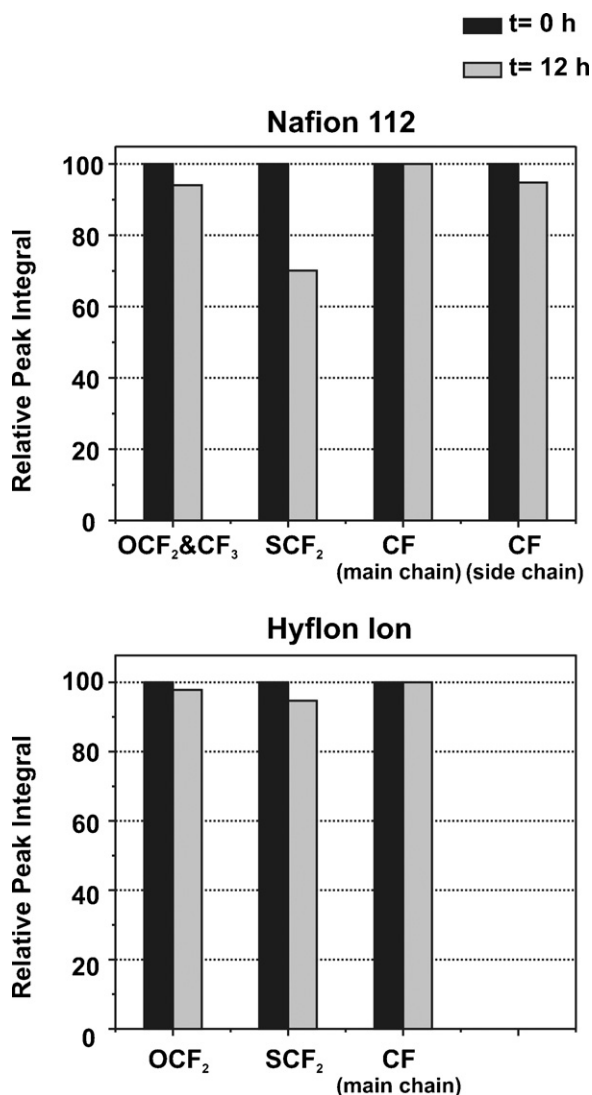 t= 0 h
t= 12 h
Nafion 112
Relative Peak Integral
100
80
60
40
20
0
OCF₂&CF₃ SCF₂ CF CF
(main chain) (side chain)
Hyflon Ion
Relative Peak Integral
100
80
60
40
20
0
OCF₂ SCF₂ CF
(main chain)